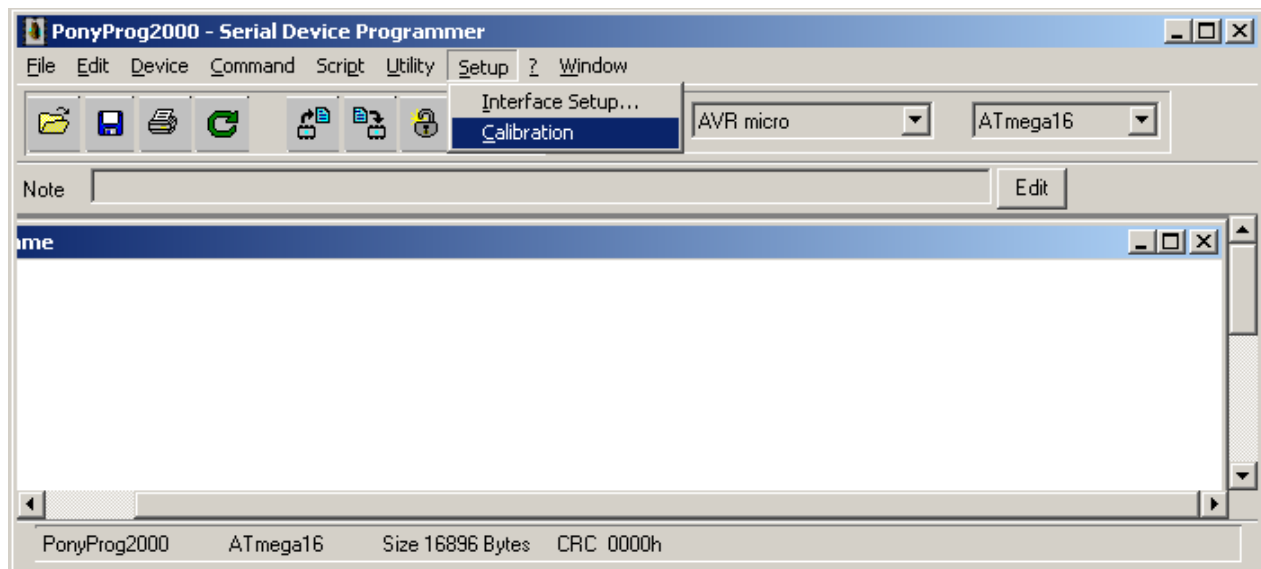 PonyProg2000 - Serial Device Programmer
File Edit Device Command Script Utility Setup ? Window
Interface Setup...
Calibration
AVR micro ATmega16
Note Edit
ame
PonyProg2000 ATmega16 Size 16896 Bytes CRC 0000h